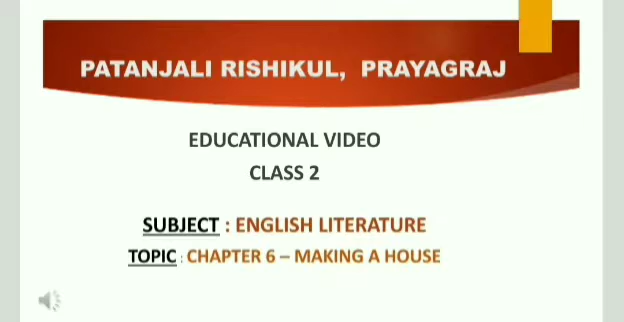 PATANJALI RISHIKUL, PRAYAGRAJ
EDUCATIONAL VIDEO
CLASS 2
SUBJECT : ENGLISH LITERATURE
TOPIC : CHAPTER 6 – MAKING A HOUSE